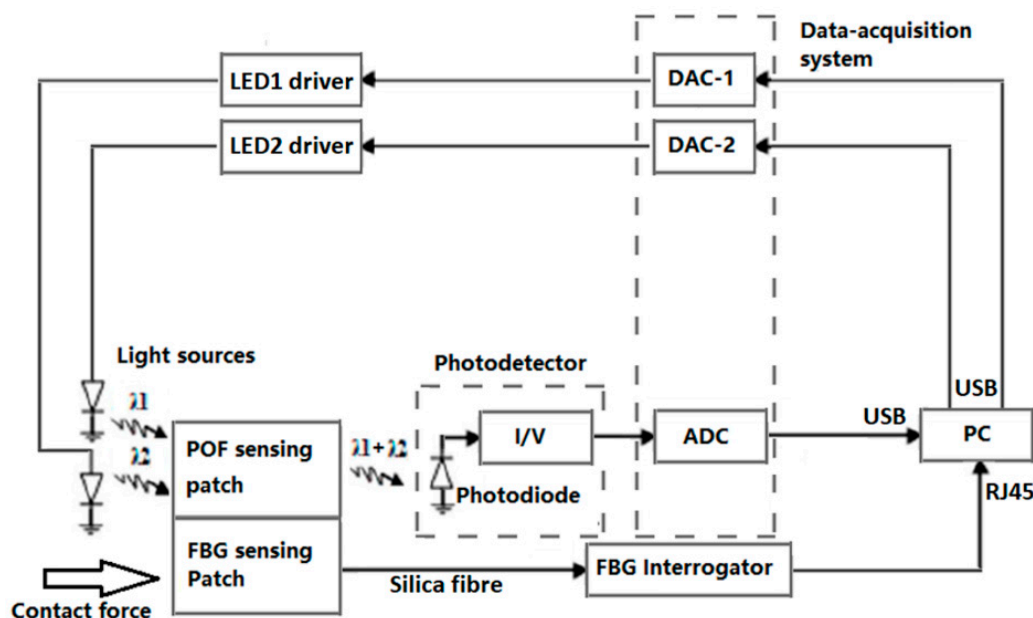 Data-acquisition
system
LED1 driver
DAC-1
LED2 driver
DAC-2
Light sources
Photodetector
λ1
λ2
λ1 + λ2
USB
USB
POF sensing
patch
I/V
ADC
PC
Photodiode
RJ45
FBG sensing
Patch
Silica fibre
FBG Interrogator
Contact force